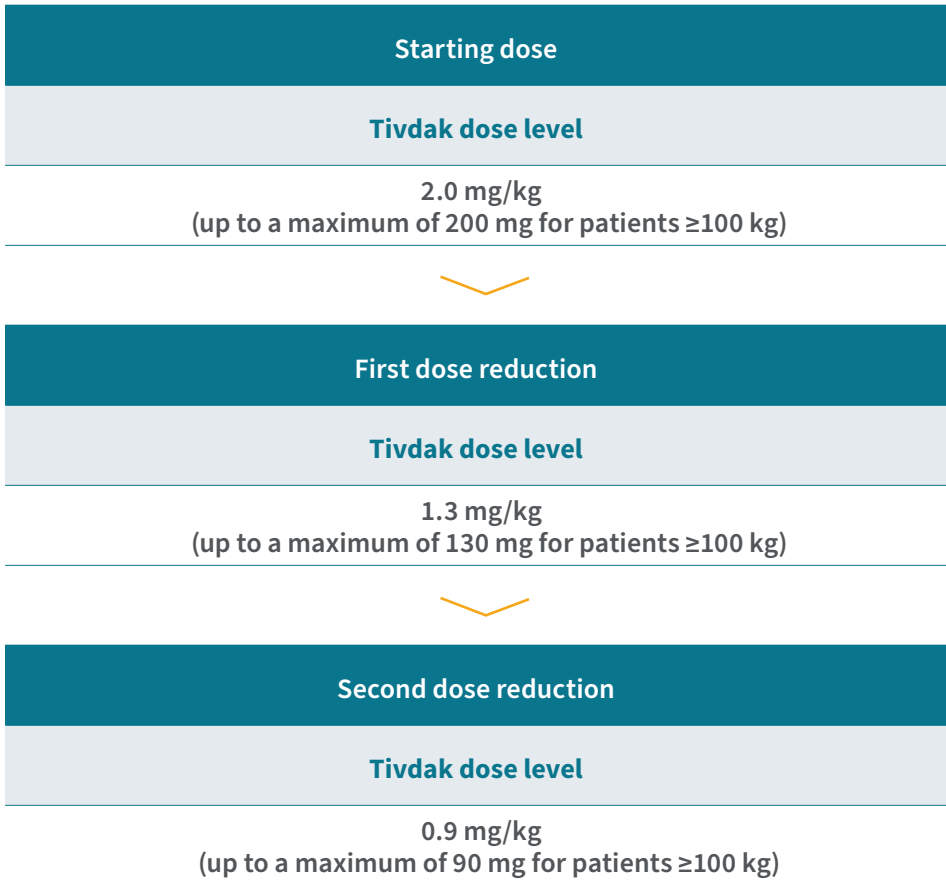 Starting dose
Tivdak dose level
2.0 mg/kg
(up to a maximum of 200 mg for patients ≥100 kg)
First dose reduction
Tivdak dose level
1.3 mg/kg
(up to a maximum of 130 mg for patients ≥100 kg)
Second dose reduction
Tivdak dose level
0.9 mg/kg
(up to a maximum of 90 mg for patients ≥100 kg)